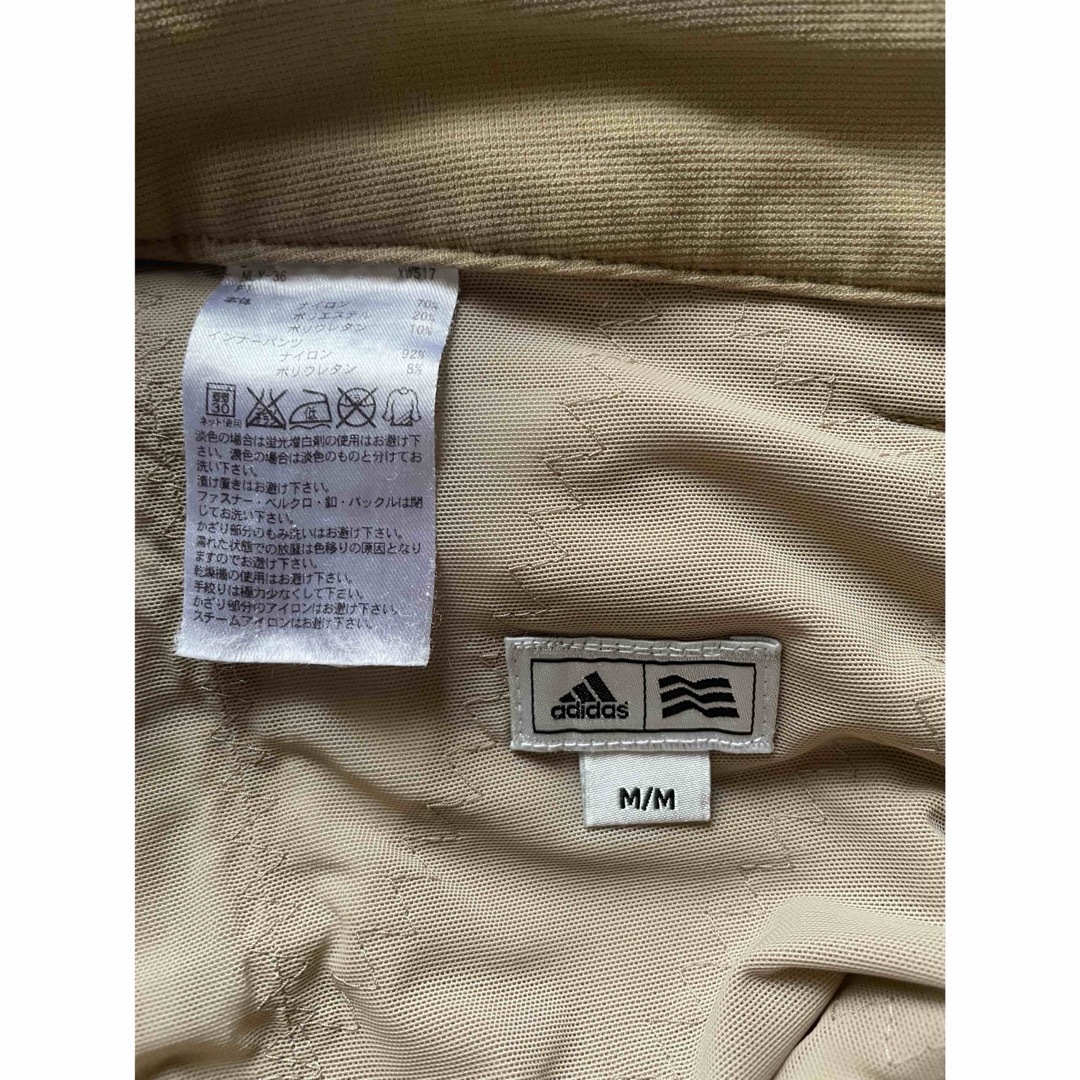 NLY-36 XW517
本体 ナイロン 70%
ポリエステル 20%
ポリウレタン 10%
インナーパンツ
ナイロン 92%
ポリウレタン 8%
30
ネット使用
淡色の場合は蛍光増白剤の使用はお避け下
さい。濃色の場合は淡色のものと分けてお
洗い下さい。
漬け置きはお避け下さい。
ファスナー・ベルクロ・釦・バックルは閉
じてお洗い下さい。
かざり部分のもみ洗いはお避け下さい。
濡れた状態での放置は色移りの原因となり
ますのでお避け下さい。
乾燥機の使用はお避け下さい。
手絞りは極力少なくして下さい。
かざり部分のアイロンはお避け下さい。
スチームアイロンはお避け下さい。
adidas
M/M